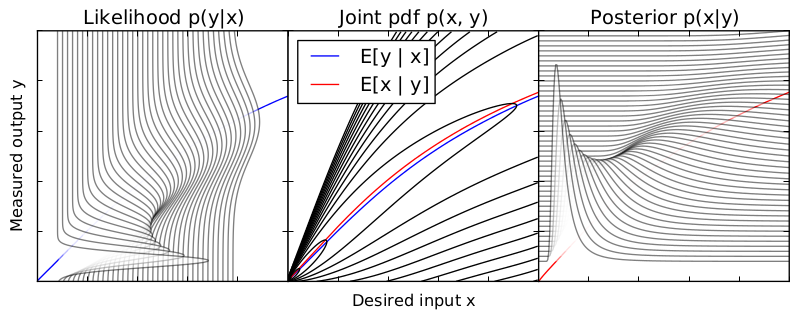 Likelihood p(y|x)
Joint pdf p(x, y)
Posterior p(x|y)
E[y | x]
E[x | y]
Measured output y
Desired input x